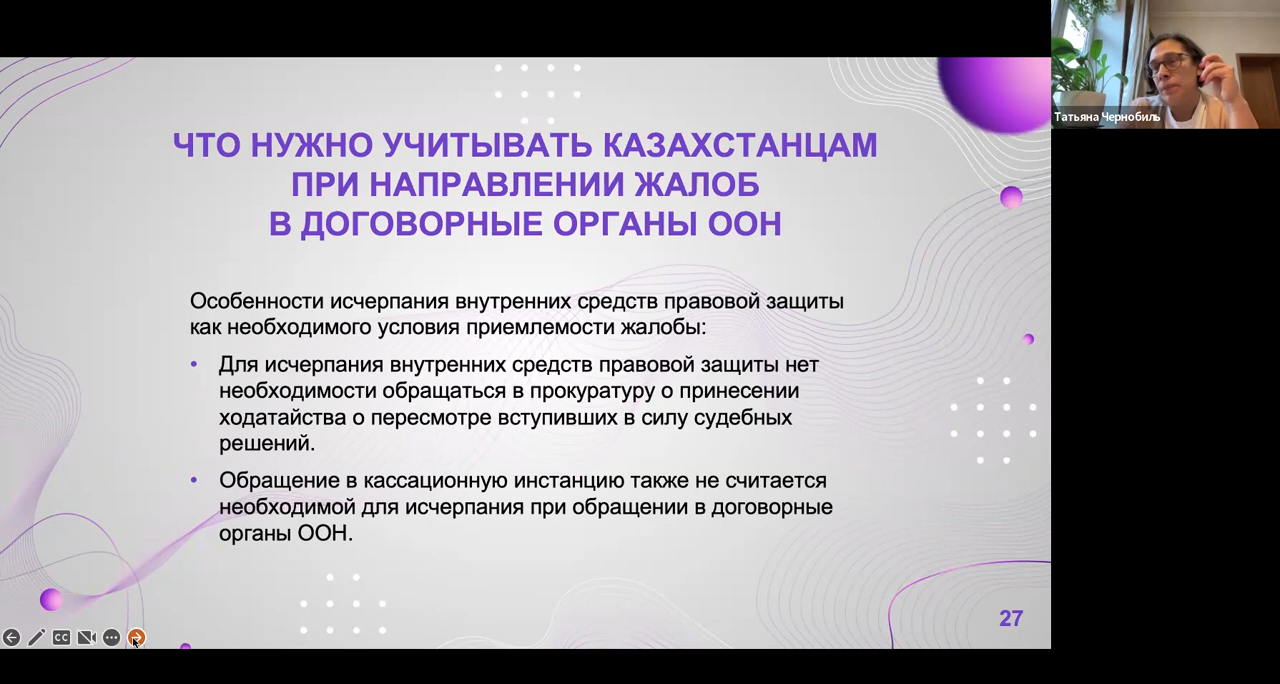 ЧТО НУЖНО УЧИТЫВАТЬ КАЗАХСТАНЦАМ
ПРИ НАПРАВЛЕНИИ ЖАЛОБ
В ДОГОВОРНЫЕ ОРГАНЫ ООН
Особенности исчерпания внутренних средств правовой защиты
как необходимого условия приемлемости жалобы:
• Для исчерпания внутренних средств правовой защиты нет
необходимости обращаться в прокуратуру о принесении
ходатайства о пересмотре вступивших в силу судебных
решений.
• Обращение в кассационную инстанцию также не считается
необходимой для исчерпания при обращении в договорные
органы ООН.
27
CC
Татьяна Чернобиль